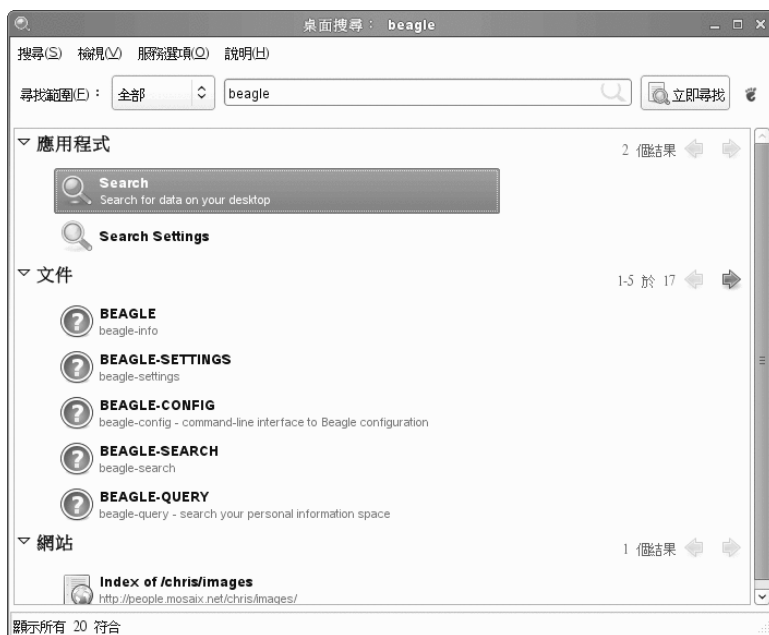 桌面搜尋： beagle
搜尋(S) 檢視(V) 服務選項(O) 說明(H)
尋找範圍(F)： 全部 beagle 立即尋找
應用程式 2 個結果
Search
Search for data on your desktop
Search Settings
文件 1-5 於 17
BEAGLE
beagle-info
BEAGLE-SETTINGS
beagle-settings
BEAGLE-CONFIG
beagle-config - command-line interface to Beagle configuration
BEAGLE-SEARCH
beagle-search
BEAGLE-QUERY
beagle-query - search your personal information space
網站 1 個結果
Index of /chris/images
http://people.mosaix.net/chris/images/
顯示所有 20 符合